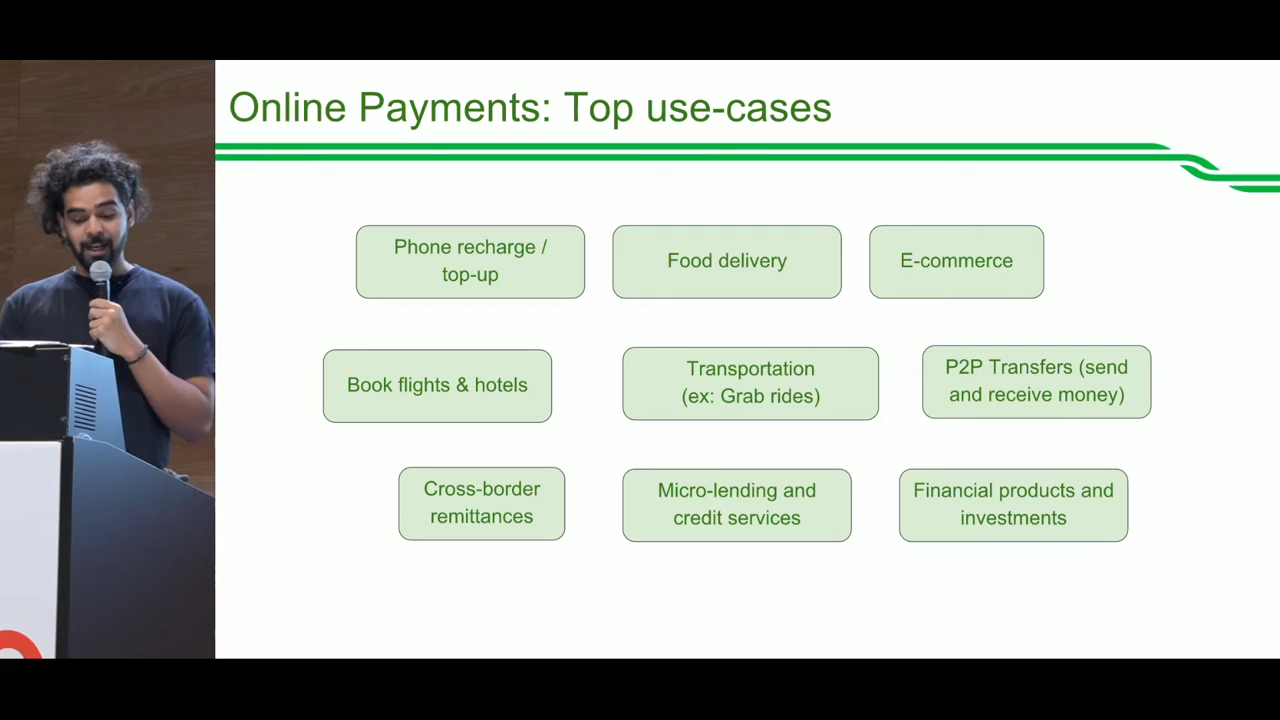 Online Payments: Top use-cases
Phone recharge /
top-up
Food delivery
E-commerce
Book flights & hotels
Transportation
(ex: Grab rides)
P2P Transfers (send
and receive money)
Cross-border
remittances
Micro-lending and
credit services
Financial products and
investments